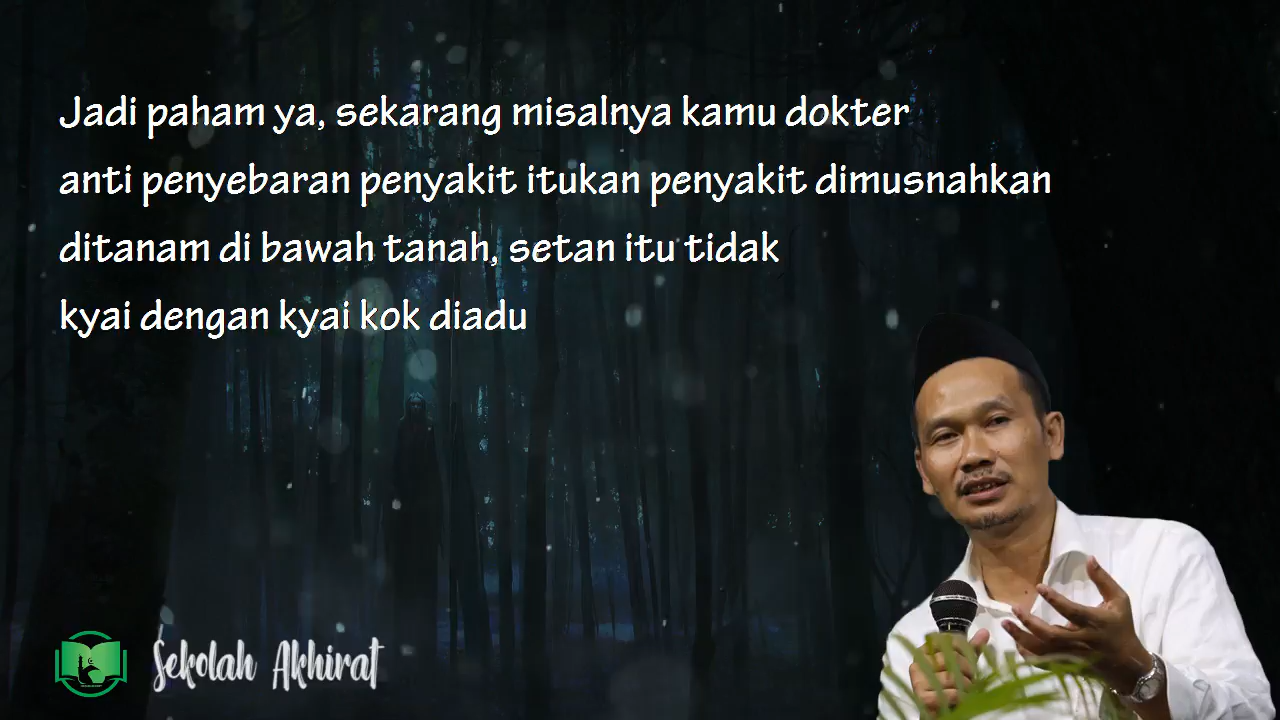 Jadi paham ya, sekarang misalnya kamu dokter
anti penyebaran penyakit itukan penyakit dimusnahkan
ditanam di bawah tanah, setan itu tidak
kyai dengan kyai kok diadu
Sekolah Akhirat